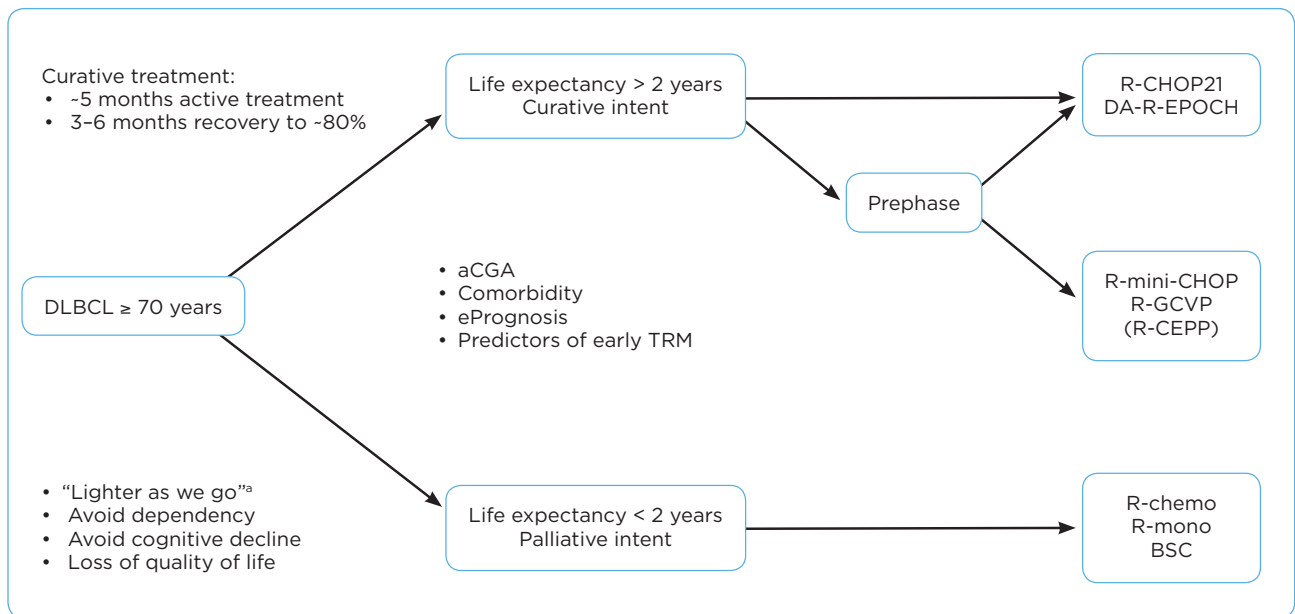 Curative treatment:
• ~5 months active treatment
• 3–6 months recovery to ~80%
Life expectancy > 2 years
Curative intent
R-CHOP21
DA-R-EPOCH
Prephase
DLBCL ≥ 70 years
• aCGA
• Comorbidity
• ePrognosis
• Predictors of early TRM
R-mini-CHOP
R-GCVP
(R-CEPP)
• “Lighter as we go”ᵃ
• Avoid dependency
• Avoid cognitive decline
• Loss of quality of life
Life expectancy < 2 years
Palliative intent
R-chemo
R-mono
BSC